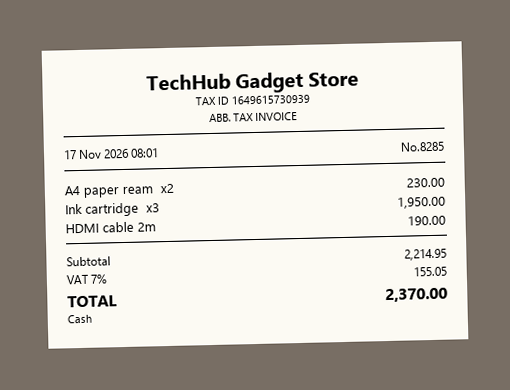 TechHub Gadget Store
TAX ID 1649615730939
ABB. TAX INVOICE
17 Nov 2026 08:01 No.8285
A4 paper ream x2 230.00
Ink cartridge x3 1,950.00
HDMI cable 2m 190.00
Subtotal 2,214.95
VAT 7% 155.05
TOTAL 2,370.00
Cash